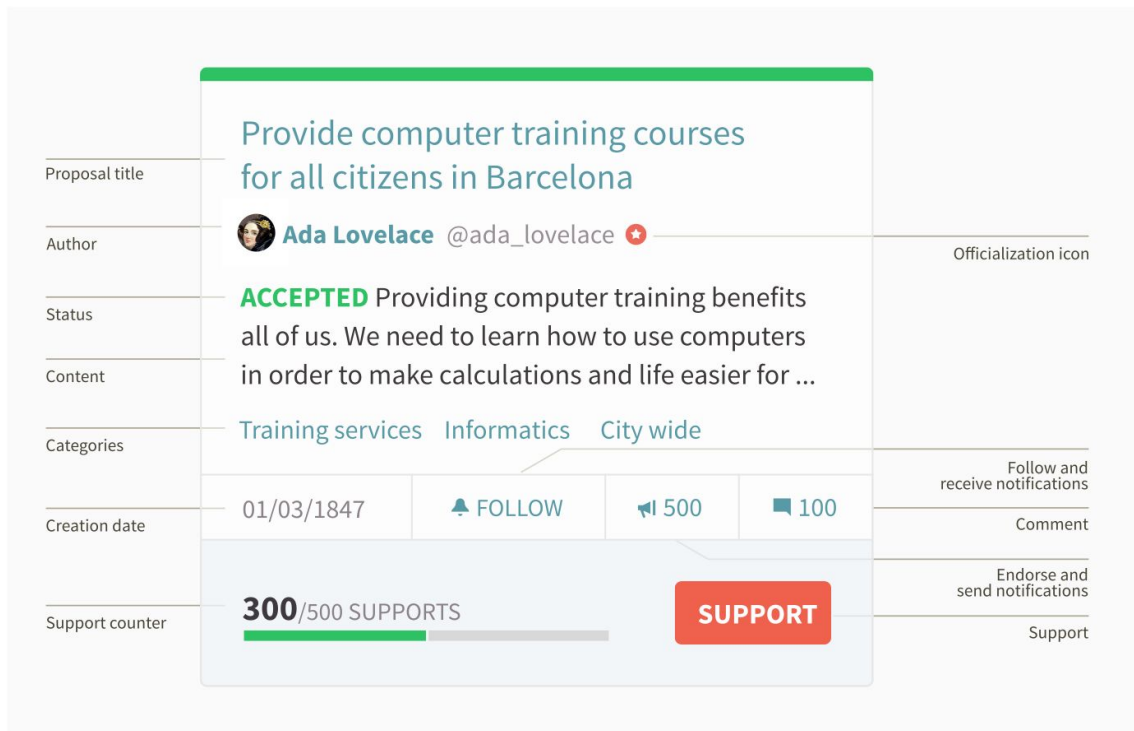 Provide computer training courses
for all citizens in Barcelona
Proposal title
Author
Ada Lovelace @ada_lovelace
Officialization icon
Status
ACCEPTED Providing computer training benefits
all of us. We need to learn how to use computers
in order to make calculations and life easier for ...
Content
Categories
Training services Informatics City wide
Follow and
receive notifications
Creation date
01/03/1847 FOLLOW 500 100
Comment
Endorse and
send notifications
Support counter
300/500 SUPPORTS
SUPPORT
Support